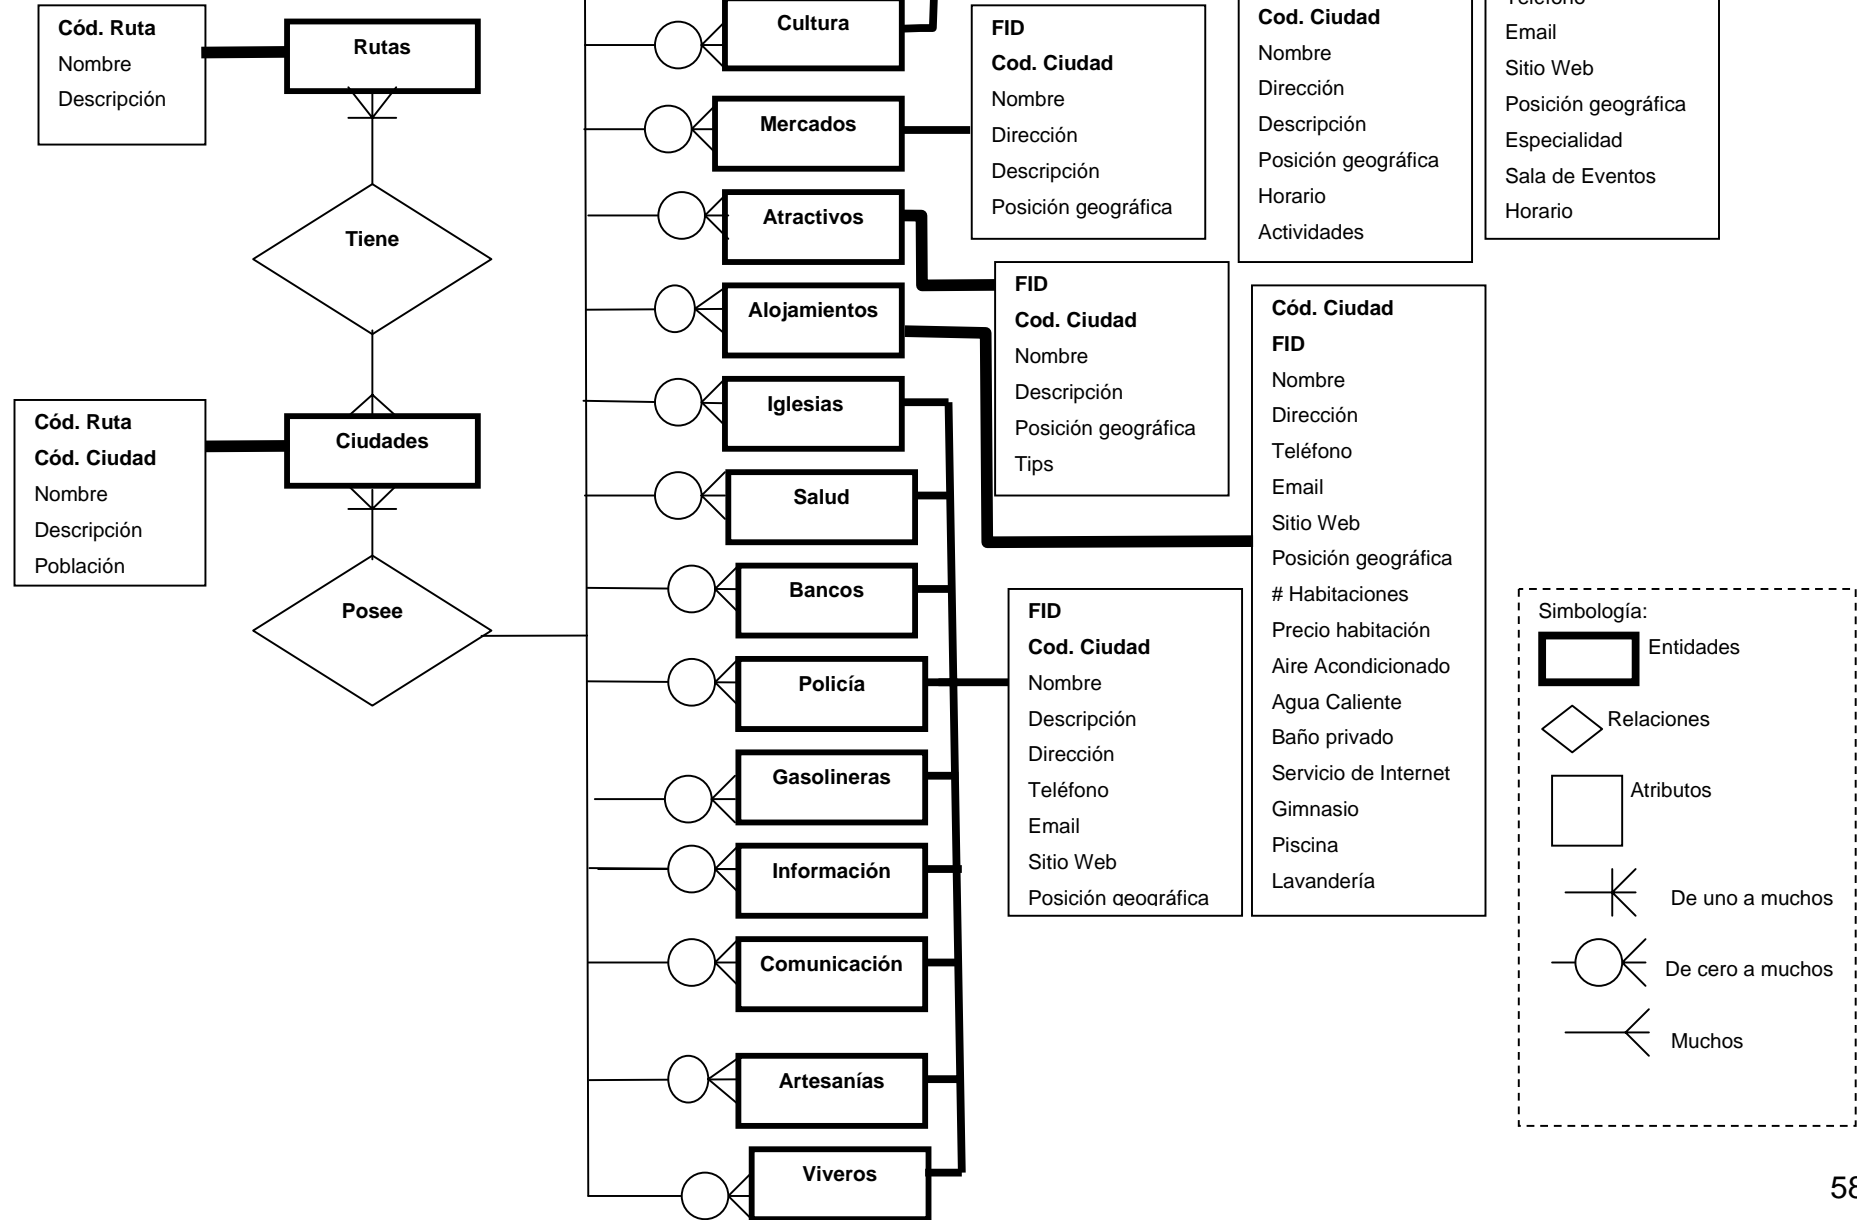 Cód. Ruta
Nombre
Descripción
Rutas
Tiene
Cód. Ruta
Cód. Ciudad
Nombre
Descripción
Población
Ciudades
Posee
Cultura
Mercados
Atractivos
Alojamientos
Iglesias
Salud
Bancos
Policía
Gasolineras
Información
Comunicación
Artesanías
Viveros
FID
Cod. Ciudad
Nombre
Dirección
Descripción
Posición geográfica
Cod. Ciudad
Nombre
Dirección
Descripción
Posición geográfica
Horario
Actividades
Teléfono
Email
Sitio Web
Posición geográfica
Especialidad
Sala de Eventos
Horario
FID
Cod. Ciudad
Nombre
Descripción
Posición geográfica
Tips
Cód. Ciudad
FID
Nombre
Dirección
Teléfono
Email
Sitio Web
Posición geográfica
# Habitaciones
Precio habitación
Aire Acondicionado
Agua Caliente
Baño privado
Servicio de Internet
Gimnasio
Piscina
Lavandería
FID
Cod. Ciudad
Nombre
Descripción
Dirección
Teléfono
Email
Sitio Web
Posición geográfica
Simbología:
Entidades
Relaciones
Atributos
De uno a muchos
De cero a muchos
Muchos
58